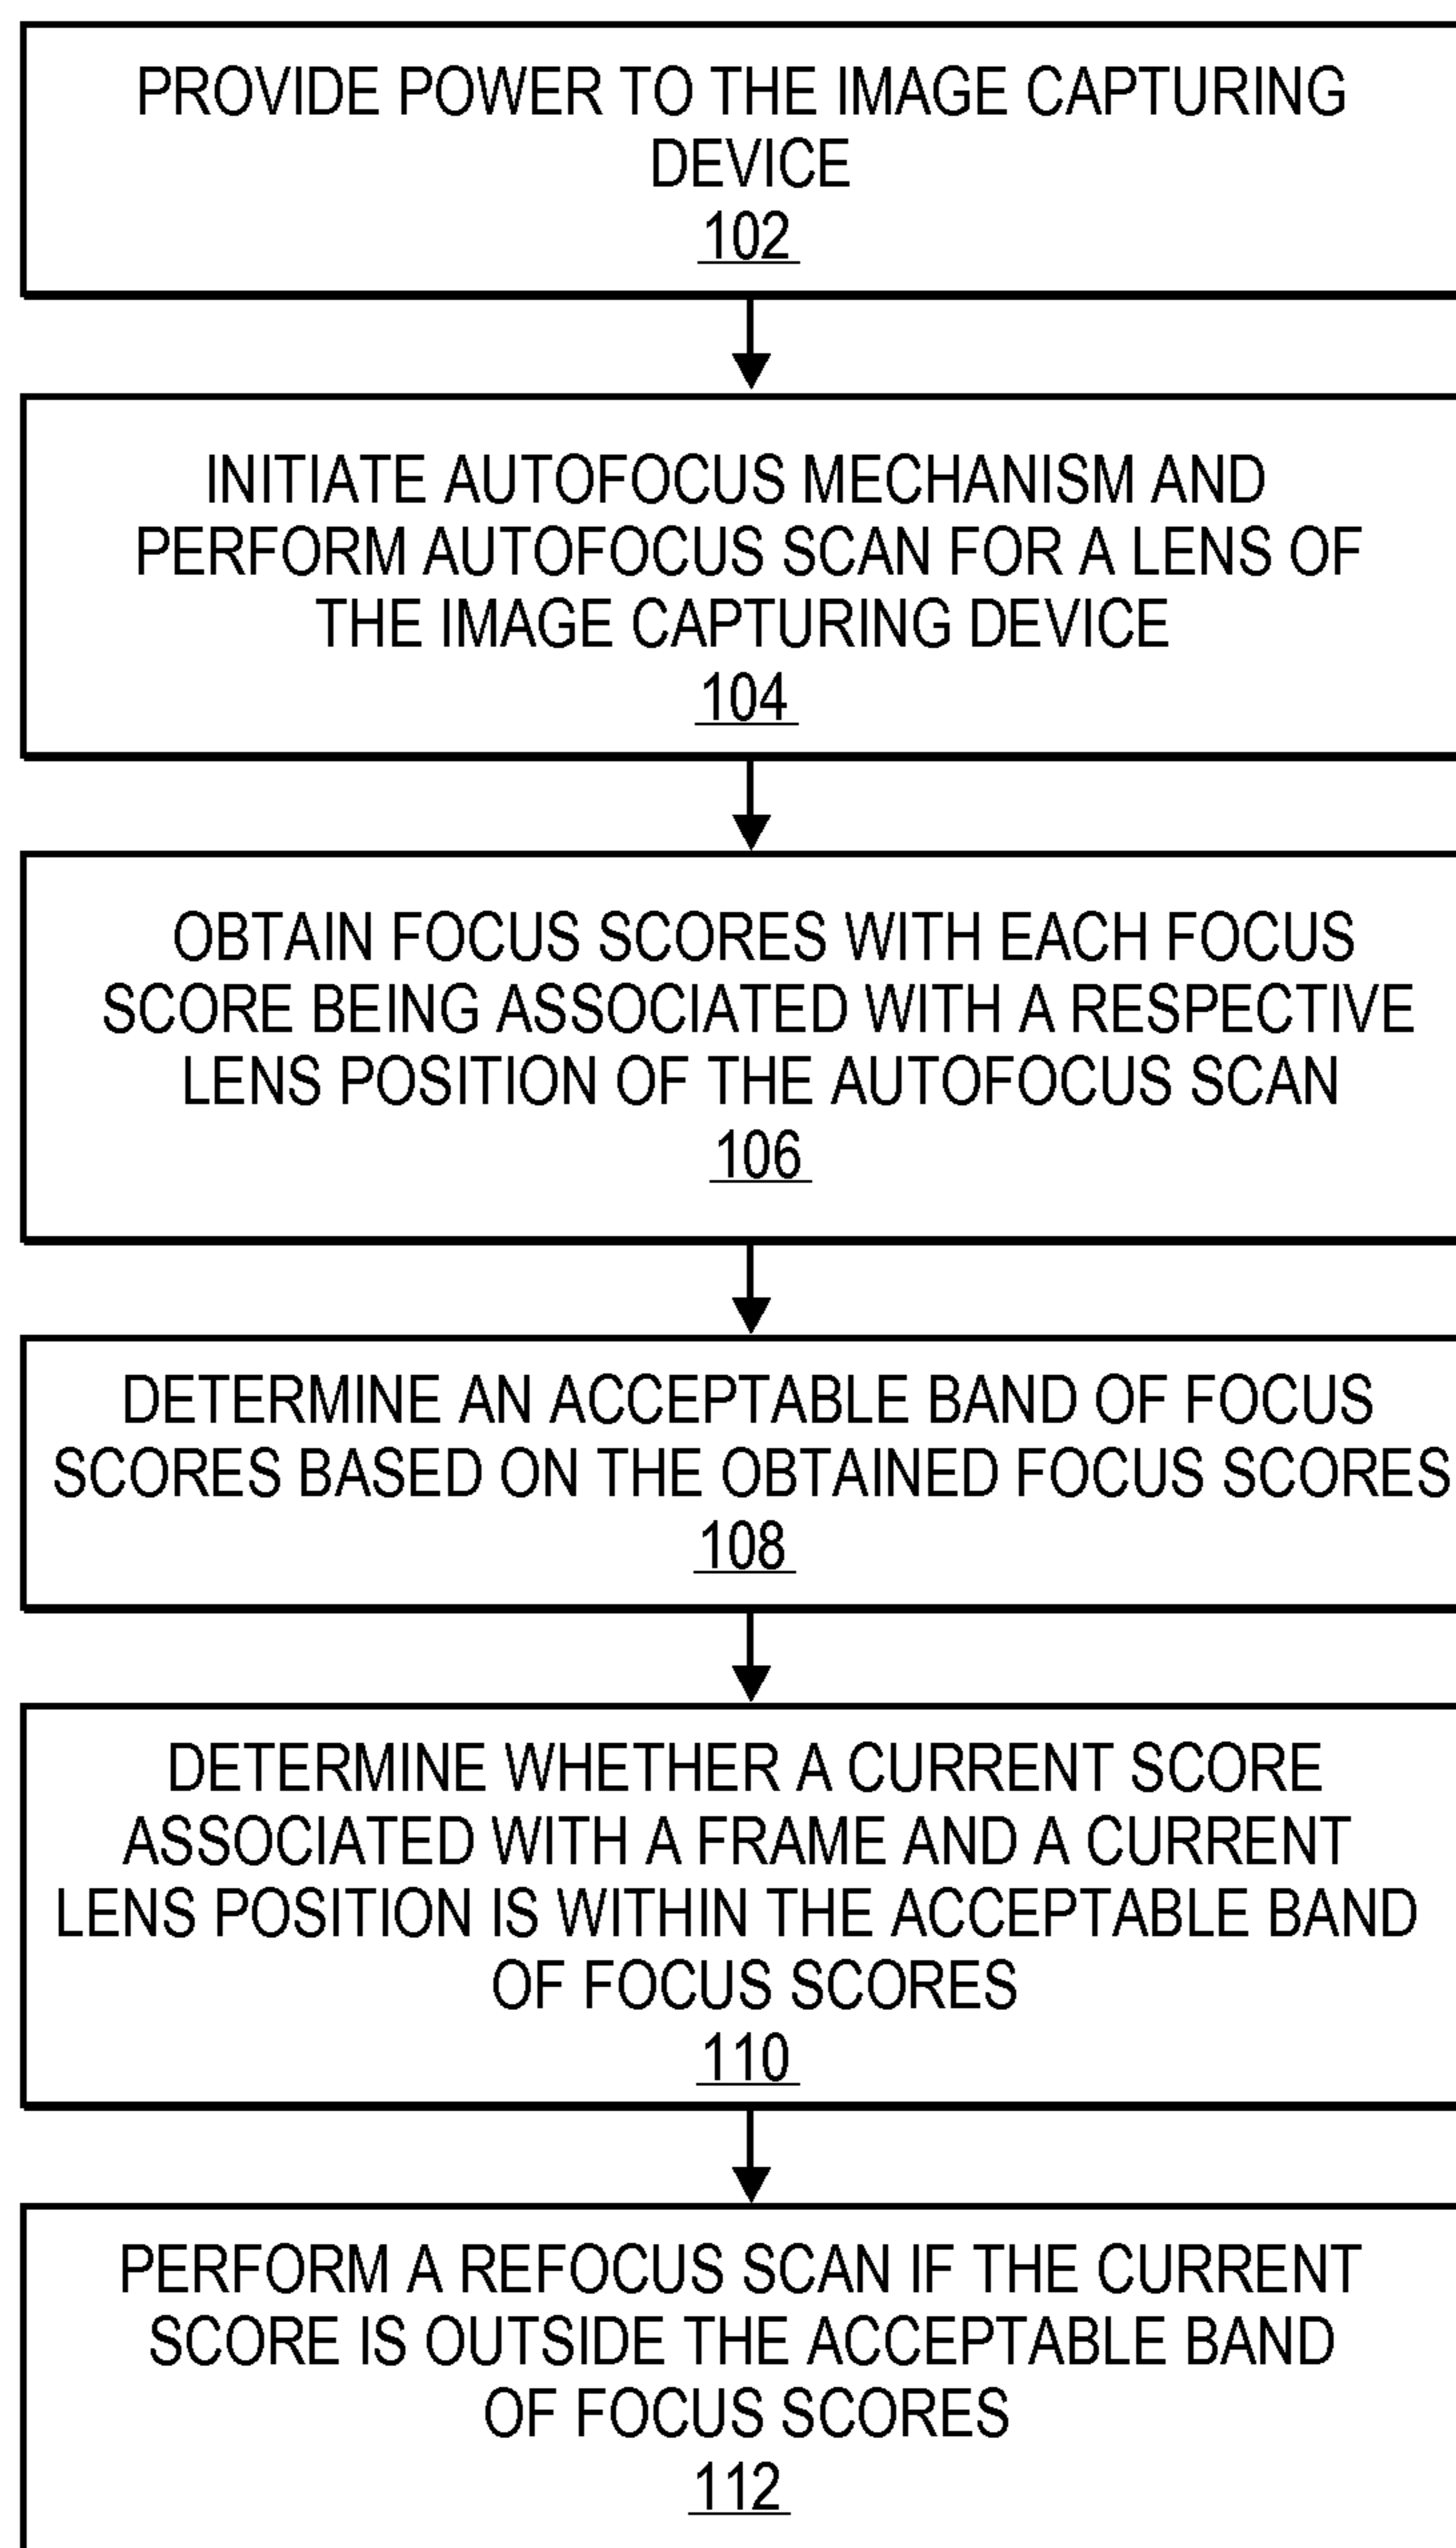 PROVIDE POWER TO THE IMAGE CAPTURING
DEVICE
102
INITIATE AUTOFOCUS MECHANISM AND
PERFORM AUTOFOCUS SCAN FOR A LENS OF
THE IMAGE CAPTURING DEVICE
104
OBTAIN FOCUS SCORES WITH EACH FOCUS
SCORE BEING ASSOCIATED WITH A RESPECTIVE
LENS POSITION OF THE AUTOFOCUS SCAN
106
DETERMINE AN ACCEPTABLE BAND OF FOCUS
SCORES BASED ON THE OBTAINED FOCUS SCORES
108
DETERMINE WHETHER A CURRENT SCORE
ASSOCIATED WITH A FRAME AND A CURRENT
LENS POSITION IS WITHIN THE ACCEPTABLE BAND
OF FOCUS SCORES
110
PERFORM A REFOCUS SCAN IF THE CURRENT
SCORE IS OUTSIDE THE ACCEPTABLE BAND
OF FOCUS SCORES
112